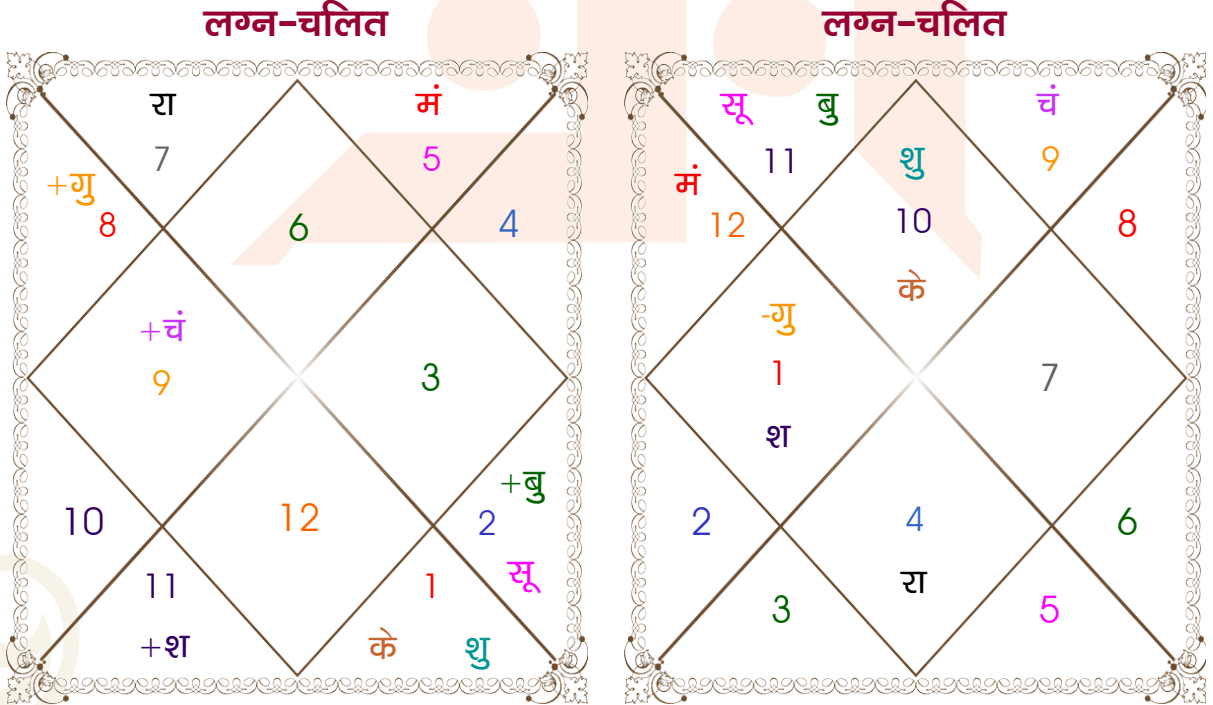 लग्न-चलित
रा
मं
7
5
+गु
8
6
4
+चं
9
3
+बु
10
12
2
सू
11
1
+श
के
शु
लग्न-चलित
सू
बु
चं
11
शु
9
मं
12
10
8
के
-गु
1
7
श
2
4
6
रा
3
5